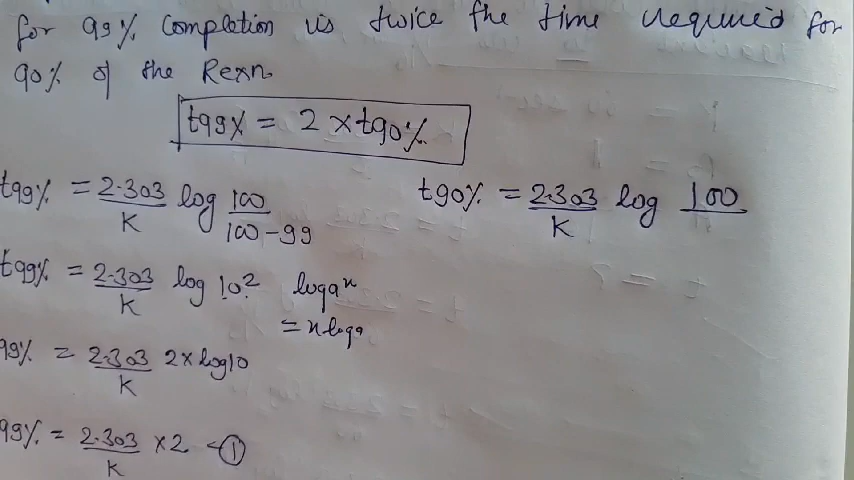 for 99% Completion is twice the time required for
90% of the Rexn.
t99% = 2 x t90%
t99% = 2.303/K log 100/100-99
t90% = 2.303/K log 100
t99% = 2.303/K log 10² logaⁿ
= nloga
99% = 2.303/K 2 x log10
99% = 2.303/K x 2 -①